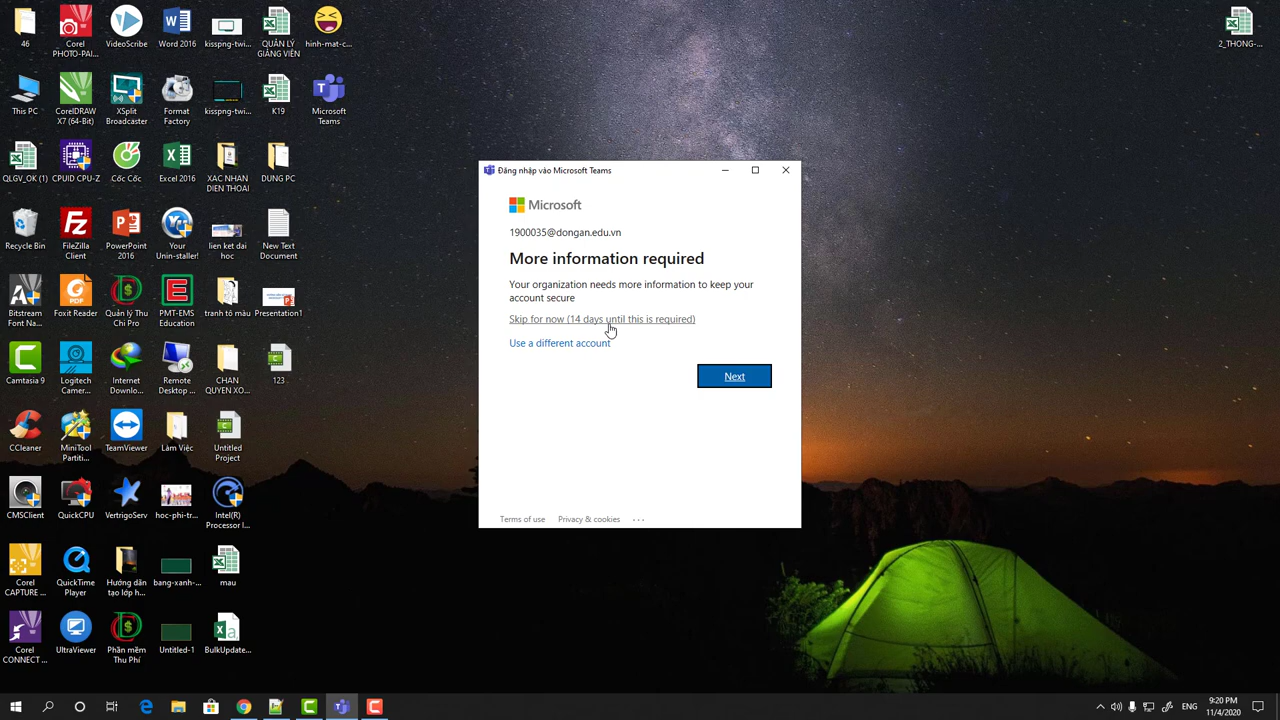 46
Corel
PHOTO-PAI...
VideoScribe
Word 2016
kisspng-twi...
QUẢN LÝ
GIẢNG VIÊN
hinh-mat-c...
2_THONG-...
This PC
CorelDRAW
X7 (64-Bit)
XSplit
Broadcaster
Format
Factory
kisspng-twi...
K19
Microsoft
Teams
QLGV OK (1)
CPUID CPU-Z
Cốc Cốc
Excel 2016
XAC NHAN
DIEN THOAI
DUNG PC
Recycle Bin
FileZilla
Client
PowerPoint
2016
Your
Unin-staller!
lien ket dai
hoc
New Text
Document
Bitstream
Font Na...
Foxit Reader
Quản lý Thu
Chi Pro
PMT-EMS
Education
tranh tô màu
Presentation1
Camtasia 9
Logitech
Camer...
Internet
Downlo...
Remote
Desktop ...
CHAN
QUYEN XO...
123
CCleaner
MiniTool
Partiti...
TeamViewer
Làm Việc
Untitled
Project
CMSClient
QuickCPU
VertrigoServ
hoc-phi-tr...
Intel(R)
Processor I...
Corel
CAPTURE ...
QuickTime
Player
Hướng dẫn
tạo lớp h...
bang-xanh-...
mau
Corel
CONNECT ...
UltraViewer
Phần mềm
Thu Phí
Untitled-1
BulkUpdate...
Đăng nhập vào Microsoft Teams
Microsoft
1900035@dongan.edu.vn
More information required
Your organization needs more information to keep your
account secure
Skip for now (14 days until this is required)
Use a different account
Next
Terms of use Privacy & cookies ...
ENG
9:20 PM
11/4/2020